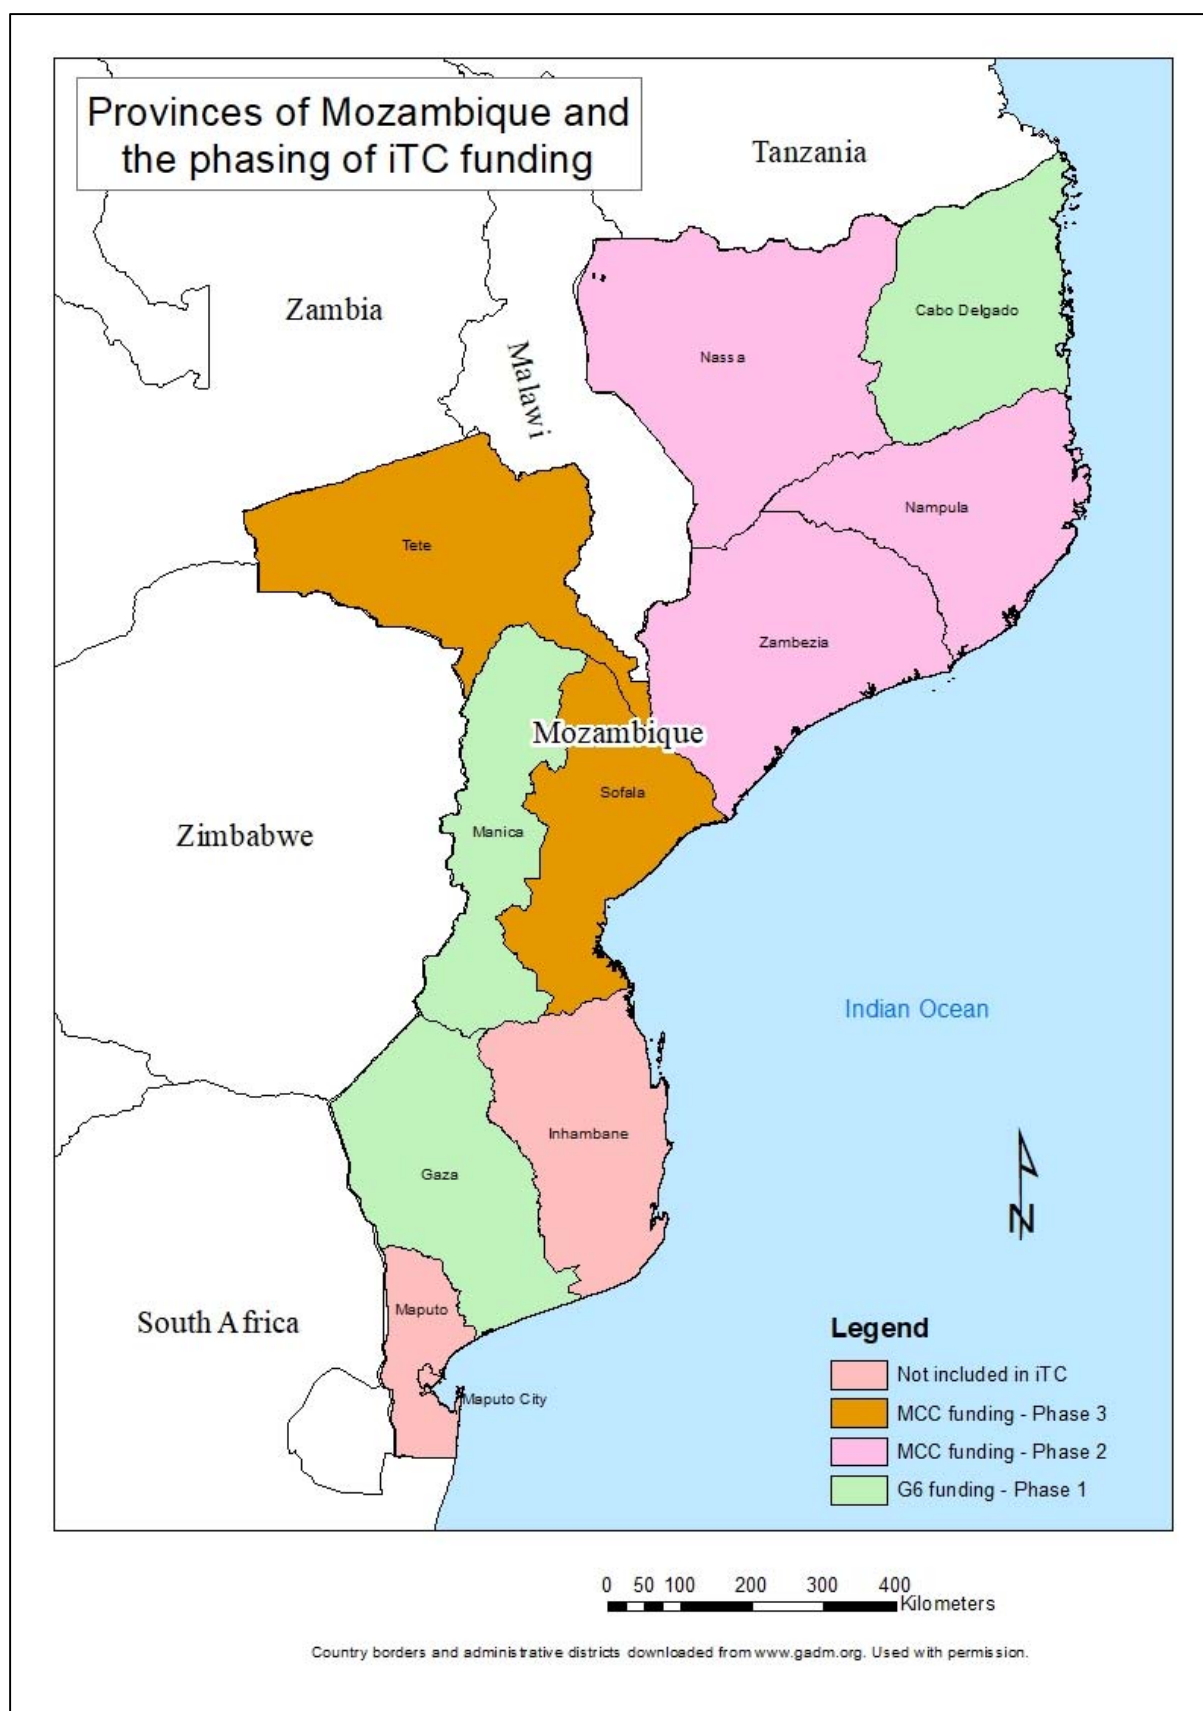 Provinces of Mozambique and
the phasing of iTC funding
Tanzania
Zambia
Malawi
Cabo Delgado
Nassa
Nampula
Tete
Zambezia
Mozambique
Sofala
Zimbabwe
Manica
Indian Ocean
Inhambane
Gaza
South Africa
Maputo
Maputo City
N
Legend
Not included in iTC
MCC funding - Phase 3
MCC funding - Phase 2
G6 funding - Phase 1
0 50 100 200 300 400
Kilometers
Country borders and administrative districts downloaded from www.gadm.org. Used with permission.